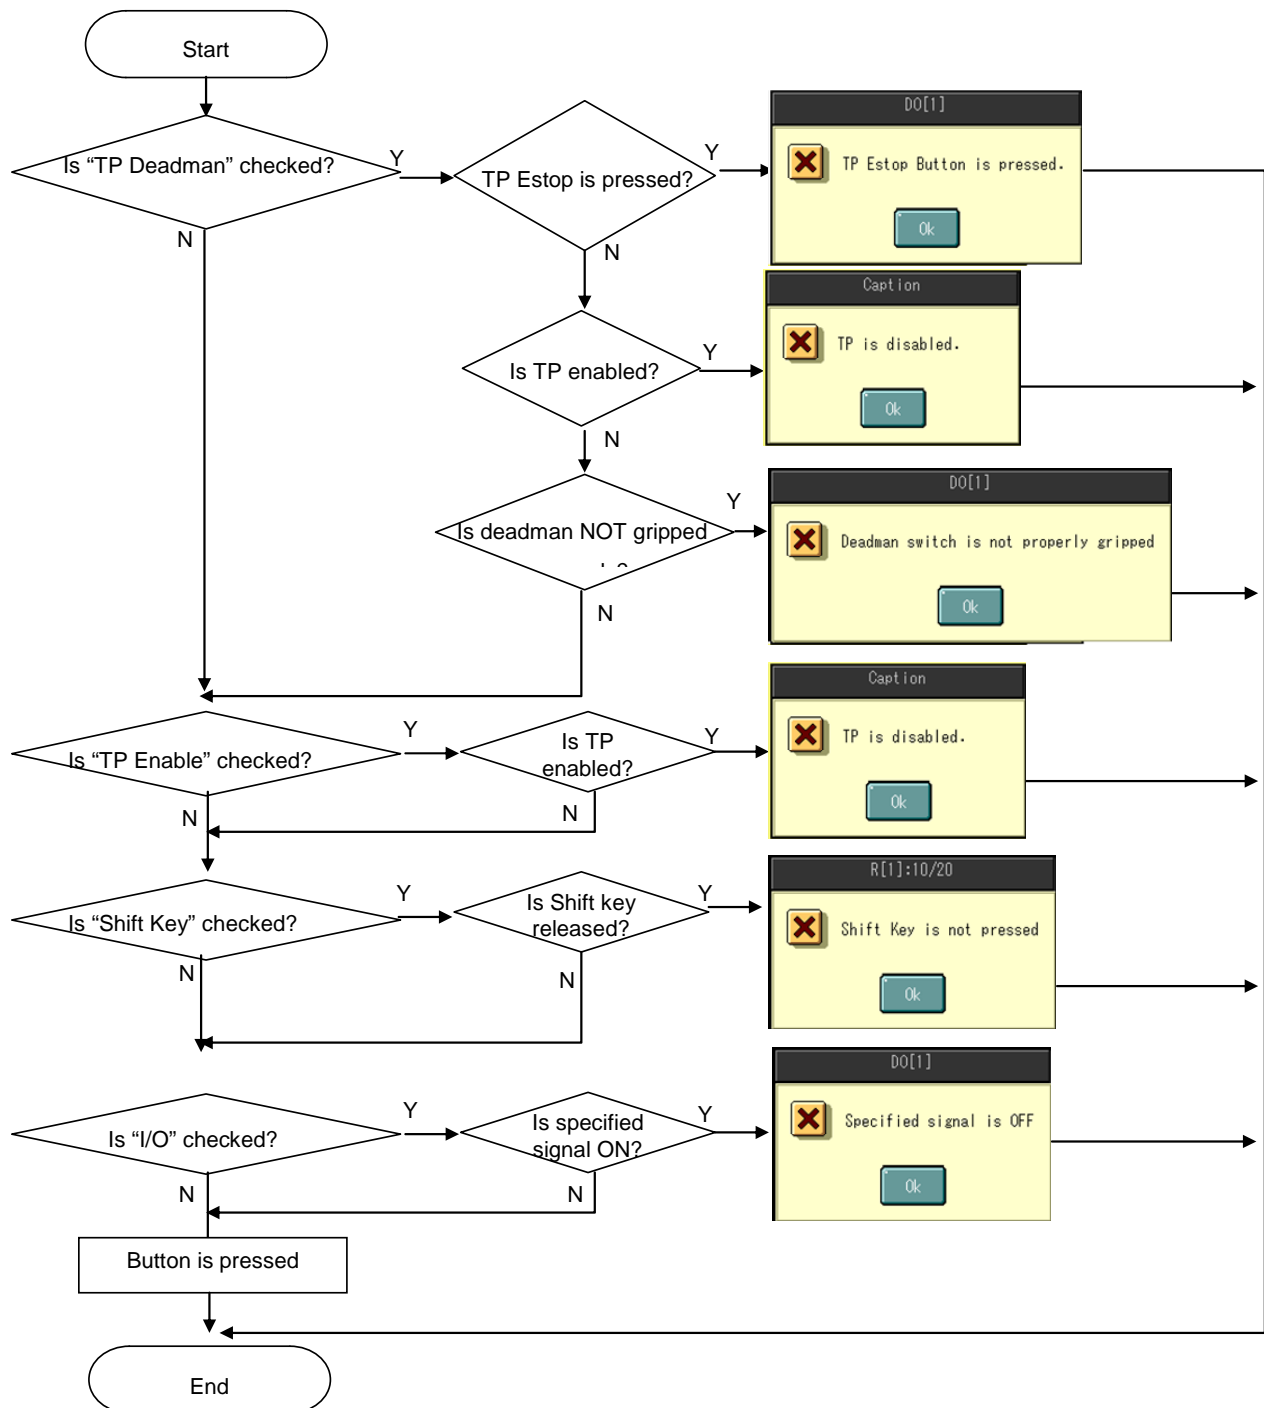 Start
Is “TP Deadman” checked?
Y
TP Estop is pressed?
Y
DO[1]
TP Estop Button is pressed.
Ok
N
N
Is TP enabled?
Y
Caption
TP is disabled.
Ok
N
Is deadman NOT gripped
Y
DO[1]
Deadman switch is not properly gripped
Ok
N
Is “TP Enable” checked?
Y
Is TP
enabled?
Y
Caption
TP is disabled.
Ok
N
N
Is “Shift Key” checked?
Y
Is Shift key
released?
Y
R[1]:10/20
Shift Key is not pressed
Ok
N
N
Is “I/O” checked?
Y
Is specified
signal ON?
Y
DO[1]
Specified signal is OFF
Ok
N
N
Button is pressed
End